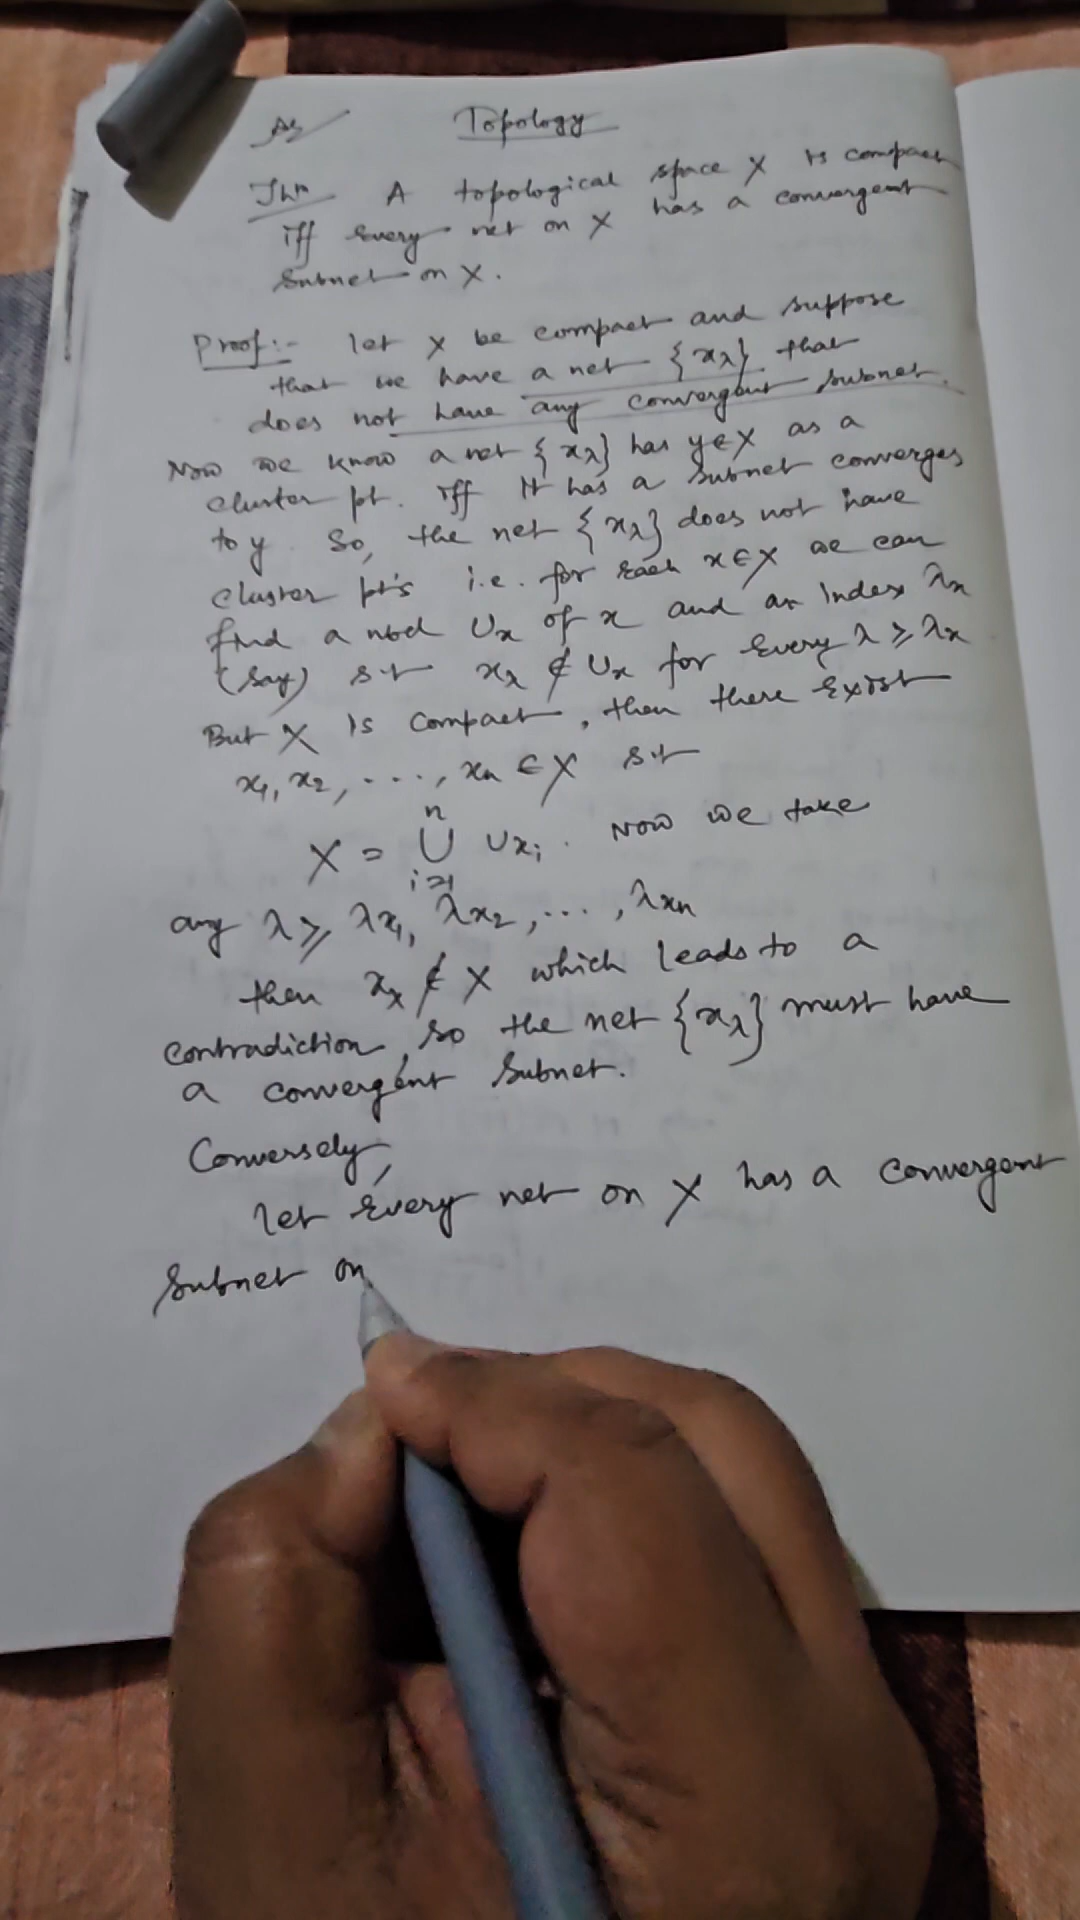 Topology
Thm A topological space X is compact
iff every net on X has a convergent
subnet on X.
Proof:- let X be compact and suppose
that we have a net {xλ} that
does not have any convergent subnet.
Now we know a net {xλ} has y∈X as a
cluster pt. iff it has a subnet converges
to y. So, the net {xλ} does not have
cluster pt's i.e. for each x∈X we can
find a nbd Ux of x and an index λx
(say) s.t xλ ∉ Ux for every λ ≥ λx
But X is compact, then there exist
x1, x2, ..., xn ∈ X s.t
X = ⋃_{i=1}^{n} Uxi. Now we take
any λ ≥ λx1, λx2, ..., λxn
then xλ ∉ X which leads to a
contradiction, so the net {xλ} must have
a convergent subnet.
Conversely,
let every net on X has a convergent
subnet on